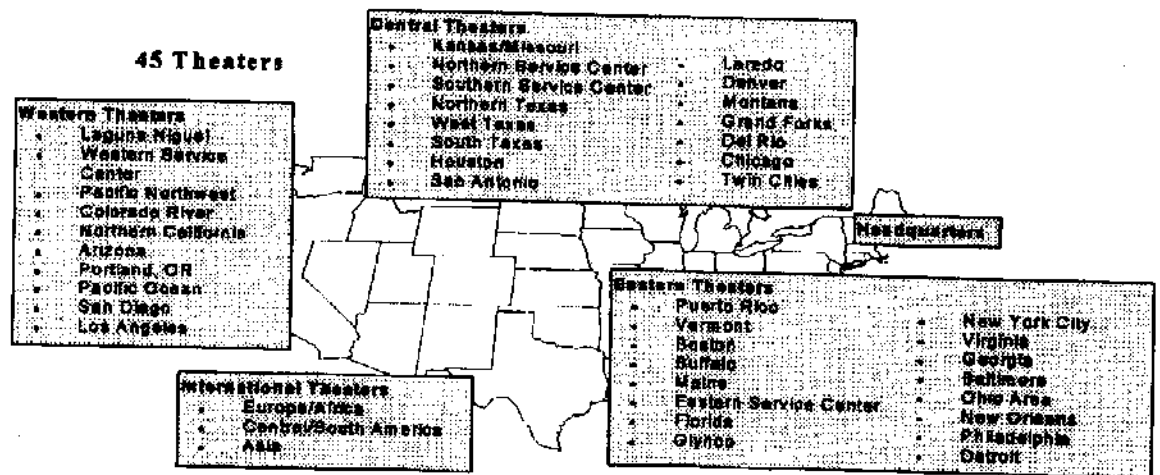 45 Theaters
Central Theaters
Kansas/Missouri
Northern Service Center
Southern Service Center
Northern Texas
West Texas
South Texas
Houston
San Antonio
Laredo
Denver
Montana
Grand Forks
Del Rio
Chicago
Twin Cities
Western Theaters
Laguna Niguel
Western Service
Center
Pacific Northwest
Colorado River
Northern California
Arizona
Portland, OR
Pacific Ocean
San Diego
Los Angeles
Headquarters
Eastern Theaters
Puerto Rico
Vermont
Boston
Buffalo
Maine
Eastern Service Center
Florida
Glynco
New York City
Virginia
Georgia
Baltimore
Ohio Area
New Orleans
Philadelphia
Detroit
International Theaters
Europe/Africa
Central/South America
Asia